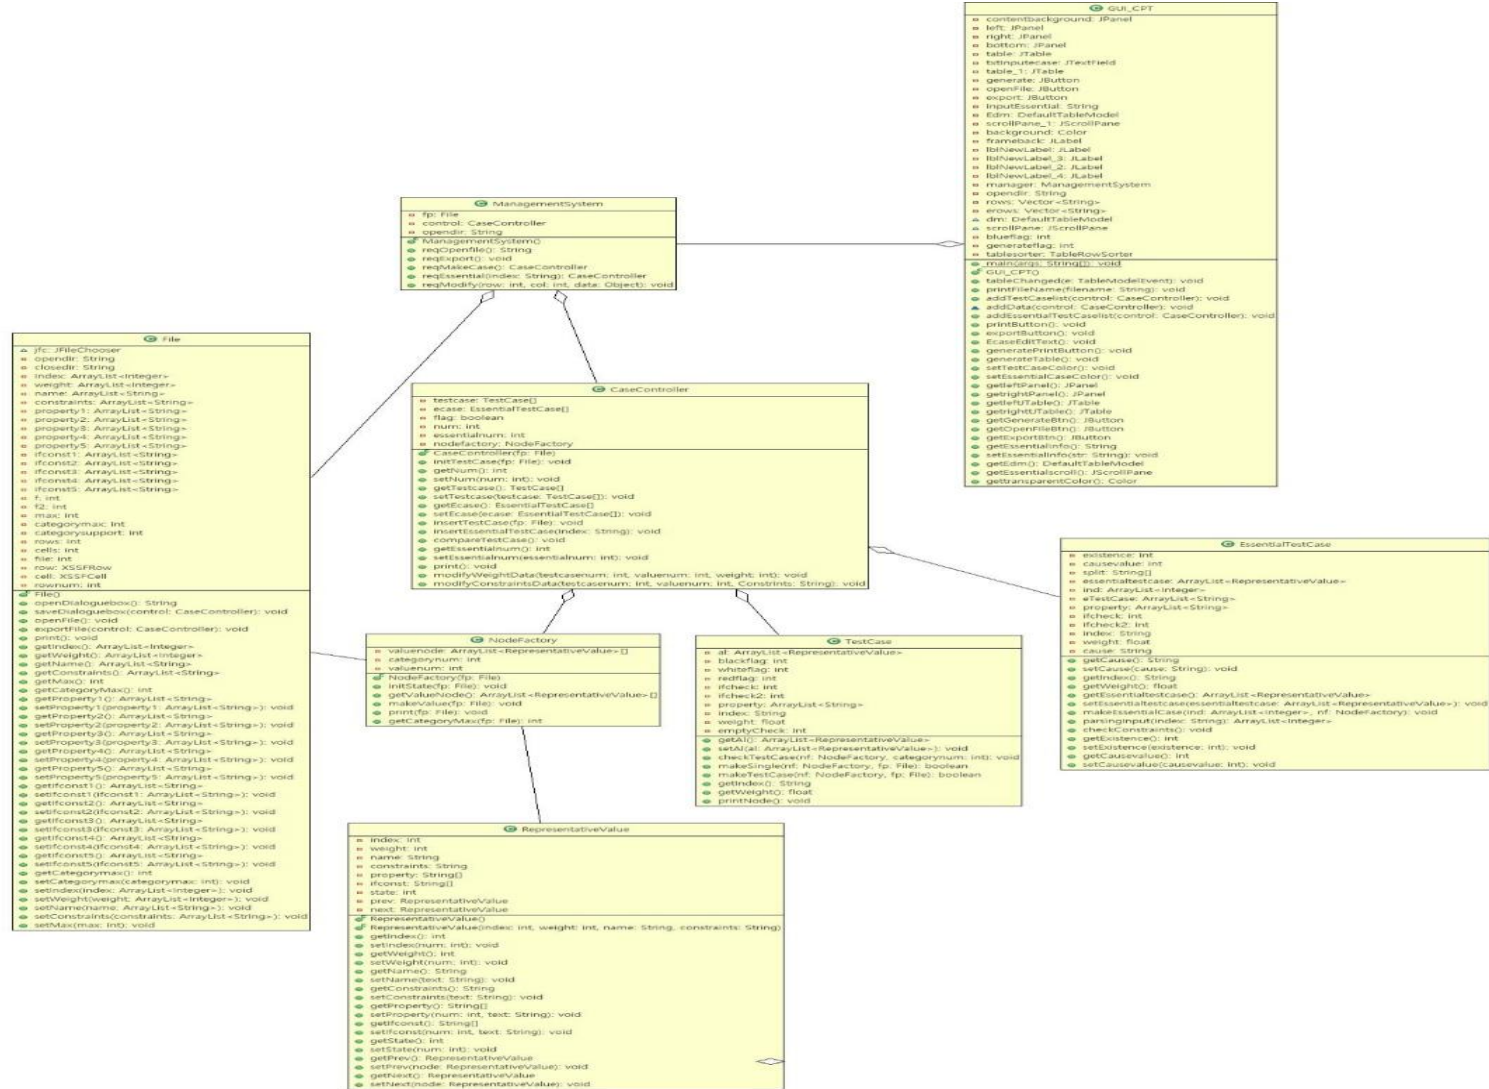 GUI_CPT
contentbackground: JPanel
left: JPanel
right: JPanel
bottom: JPanel
table: JTable
txtInputecase: JTextField
table_1: JTable
generate: JButton
openFile: JButton
export: JButton
InputEssential: String
Edm: DefaultTableModel
scrollPane_1: JScrollPane
background: Color
frameback: JLabel
lblNewLabel: JLabel
lblNewLabel_3: JLabel
lblNewLabel_2: JLabel
lblNewLabel_4: JLabel
manager: ManagementSystem
opendir: String
rows: Vector<String>
erows: Vector<String>
dm: DefaultTableModel
scrollPane: JScrollPane
blueflag: int
generateflag: int
tablesorter: TableRowSorter
main(args: String[]): void
GUI_CPT()
tableChanged(e: TableModelEvent): void
printFileName(filename: String): void
addTestCaselist(control: CaseController): void
addData(control: CaseController): void
addEssentialTestCaselist(control: CaseController): void
printButton(): void
exportButton(): void
EcaseEditText(): void
generatePrintButton(): void
generateTable(): void
setTestCaseColor(): void
setEssentialCaseColor(): void
getleftPanel(): JPanel
getrightPanel(): JPanel
getleftJTable(): JTable
getrightJTable(): JTable
getGenerateBtn(): JButton
getOpenFileBtn(): JButton
getExportBtn(): JButton
getEssentialinfo(): String
setEssentialinfo(str: String): void
getEdm(): DefaultTableModel
getEssentialscroll(): JScrollPane
gettransparentColor(): Color
ManagementSystem
fp: File
control: CaseController
opendir: String
ManagementSystem()
reqOpenfile(): String
reqExport(): void
reqMakeCase(): CaseController
reqEssential(index: String): CaseController
reqModify(row: int, col: int, data: Object): void
File
jfc: JFileChooser
opendir: String
closedir: String
index: ArrayList<Integer>
weight: ArrayList<Integer>
name: ArrayList<String>
constraints: ArrayList<String>
property1: ArrayList<String>
property2: ArrayList<String>
property3: ArrayList<String>
property4: ArrayList<String>
property5: ArrayList<String>
ifconst1: ArrayList<String>
ifconst2: ArrayList<String>
ifconst3: ArrayList<String>
ifconst4: ArrayList<String>
ifconst5: ArrayList<String>
f: int
f2: int
max: int
categorymax: int
categorysupport: int
rows: int
cells: int
file: int
row: XSSFRow
cell: XSSFCell
rownum: int
File()
openDialoguebox(): String
saveDialoguebox(control: CaseController): void
openFile(): void
exportFile(control: CaseController): void
print(): void
getIndex(): ArrayList<Integer>
getWeight(): ArrayList<Integer>
getName(): ArrayList<String>
getConstraints(): ArrayList<String>
getMax(): int
getCategoryMax(): int
getProperty1(): ArrayList<String>
setProperty1(property1: ArrayList<String>): void
getProperty2(): ArrayList<String>
setProperty2(property2: ArrayList<String>): void
getProperty3(): ArrayList<String>
setProperty3(property3: ArrayList<String>): void
getProperty4(): ArrayList<String>
setProperty4(property4: ArrayList<String>): void
getProperty5(): ArrayList<String>
setProperty5(property5: ArrayList<String>): void
getIfconst1(): ArrayList<String>
setIfconst1(ifconst1: ArrayList<String>): void
getIfconst2(): ArrayList<String>
setIfconst2(ifconst2: ArrayList<String>): void
getIfconst3(): ArrayList<String>
setIfconst3(ifconst3: ArrayList<String>): void
getIfconst4(): ArrayList<String>
setIfconst4(ifconst4: ArrayList<String>): void
getIfconst5(): ArrayList<String>
setIfconst5(ifconst5: ArrayList<String>): void
getCategorymax(): int
setCategorymax(categorymax: int): void
setIndex(index: ArrayList<Integer>): void
setWeight(weight: ArrayList<Integer>): void
setName(name: ArrayList<String>): void
setConstraints(constraints: ArrayList<String>): void
setMax(max: int): void
CaseController
testcase: TestCase[]
ecase: EssentialTestCase[]
flag: boolean
num: int
essentialnum: int
nodefactory: NodeFactory
CaseController(fp: File)
initTestCase(fp: File): void
getNum(): int
setNum(num: int): void
getTestcase(): TestCase[]
setTestcase(testcase: TestCase[]): void
getEcase(): EssentialTestCase[]
setEcase(ecase: EssentialTestCase[]): void
insertTestCase(fp: File): void
insertEssentialTestCase(index: String): void
compareTestCase(): void
getEssentialnum(): int
setEssentialnum(essentialnum: int): void
print(): void
modifyWeightData(testcasenum: int, valuenum: int, weight: int): void
modifyConstraintsData(testcasenum: int, valuenum: int, Constrints: String): void
EssentialTestCase
existence: int
causevalue: int
split: String[]
essentialtestcase: ArrayList<RepresentativeValue>
ind: ArrayList<Integer>
eTestCase: ArrayList<String>
property: ArrayList<String>
ifcheck: int
ifcheck2: int
index: String
weight: float
cause: String
getCause(): String
setCause(cause: String): void
getIndex(): String
getWeight(): float
getEssentialtestcase(): ArrayList<RepresentativeValue>
setEssentialtestcase(essentialtestcase: ArrayList<RepresentativeValue>): void
makeEssentialCase(ind: ArrayList<Integer>, nf: NodeFactory): void
parsingInput(index: String): ArrayList<Integer>
checkConstraints(): void
getExistence(): int
setExistence(existence: int): void
getCausevalue(): int
setCausevalue(causevalue: int): void
NodeFactory
valuenode: ArrayList<RepresentativeValue>[]
categorynum: int
valuenum: int
NodeFactory(fp: File)
initState(fp: File): void
getValueNode(): ArrayList<RepresentativeValue>[]
makeValue(fp: File): void
print(fp: File): void
getCategoryMax(fp: File): int
TestCase
al: ArrayList<RepresentativeValue>
blackflag: int
whiteflag: int
redflag: int
ifcheck: int
ifcheck2: int
property: ArrayList<String>
index: String
weight: float
emptyCheck: int
getAl(): ArrayList<RepresentativeValue>
setAl(al: ArrayList<RepresentativeValue>): void
checkTestCase(nf: NodeFactory, categorynum: int): void
makeSingle(nf: NodeFactory, fp: File): boolean
makeTestCase(nf: NodeFactory, fp: File): boolean
getIndex(): String
getWeight(): float
printNode(): void
RepresentativeValue
index: int
weight: int
name: String
constraints: String
property: String[]
ifconst: String[]
state: int
prev: RepresentativeValue
next: RepresentativeValue
RepresentativeValue()
RepresentativeValue(index: int, weight: int, name: String, constraints: String)
getIndex(): int
setIndex(num: int): void
getWeight(): int
setWeight(num: int): void
getName(): String
setName(text: String): void
getConstraints(): String
setConstraints(text: String): void
getProperty(): String[]
setProperty(num: int, text: String): void
getIfconst(): String[]
setIfconst(num: int, text: String): void
getState(): int
setState(num: int): void
getPrev(): RepresentativeValue
setPrev(node: RepresentativeValue): void
getNext(): RepresentativeValue
setNext(node: RepresentativeValue): void